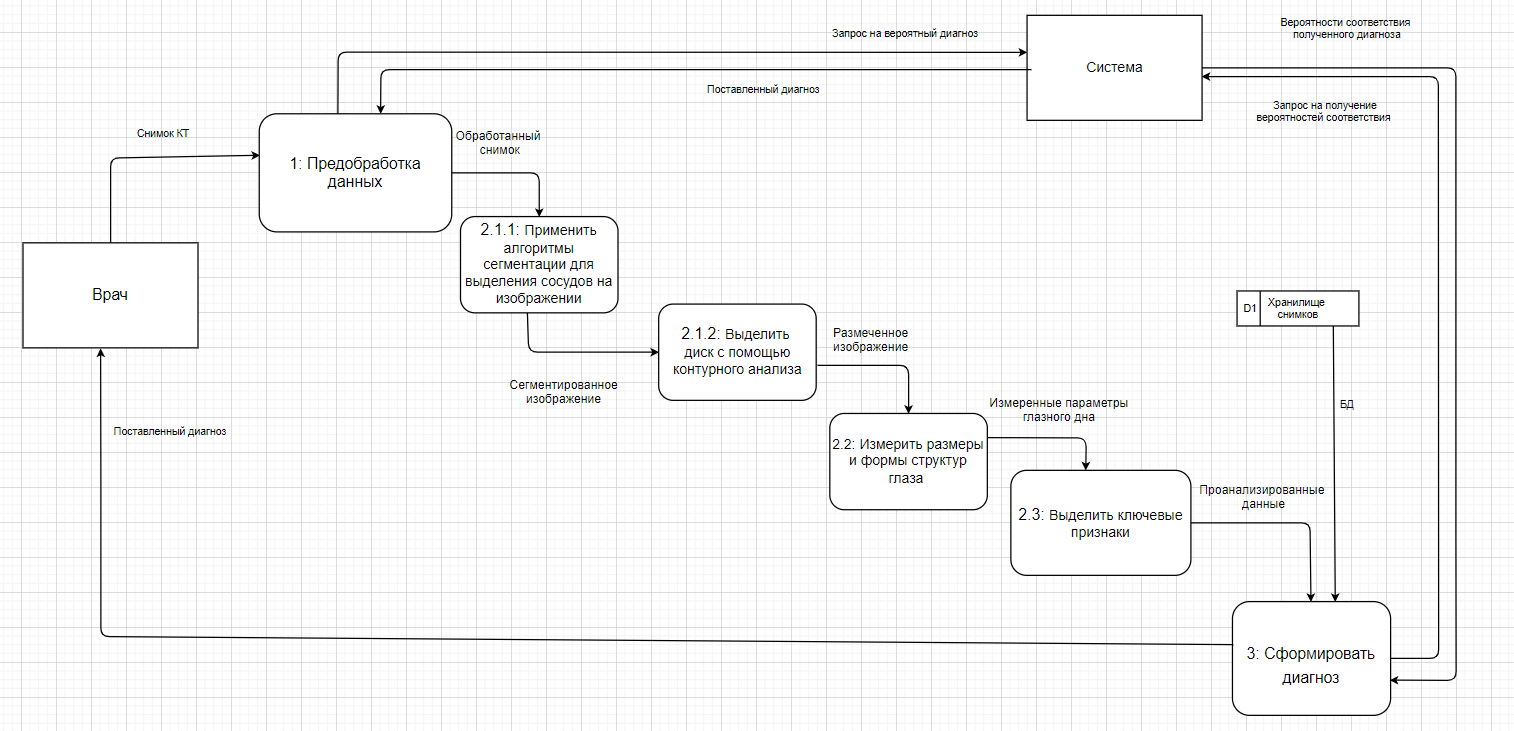 Запрос на вероятный диагноз
Вероятности соответствия
полученного диагноза
Система
Поставленный диагноз
Запрос на получение
вероятностей соответствия
Снимок КТ
Обработанный
снимок
1: Предобработка
данных
2.1.1: Применить
алгоритмы
сегментации для
выделения сосудов на
изображении
Врач
D1
Хранилище
снимков
2.1.2: Выделить
диск с помощью
контурного анализа
Размеченное
изображение
Сегментированное
изображение
Измеренные параметры
глазного дна
БД
Поставленный диагноз
2.2: Измерить размеры
и формы структур
глаза
2.3: Выделить ключевые
признаки
Проанализированные
данные
3: Сформировать
диагноз